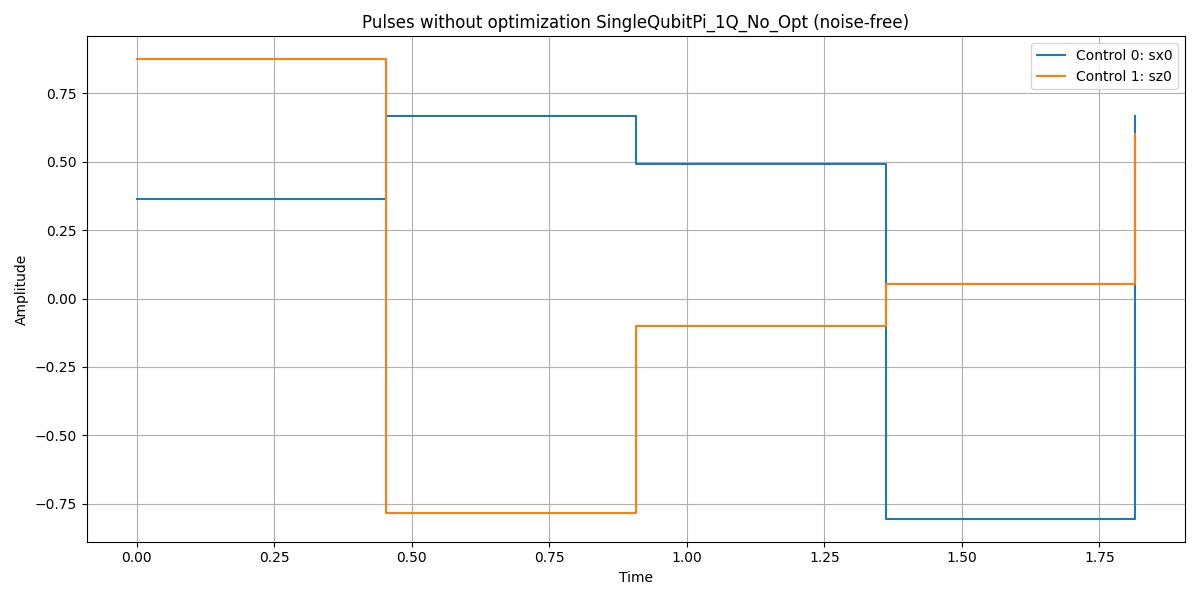 Pulses without optimization SingleQubitPi_1Q_No_Opt (noise-free)
Control 0: sx0
Control 1: sz0
Amplitude
0.75
0.50
0.25
0.00
−0.25
−0.50
−0.75
0.00 0.25 0.50 0.75 1.00 1.25 1.50 1.75
Time